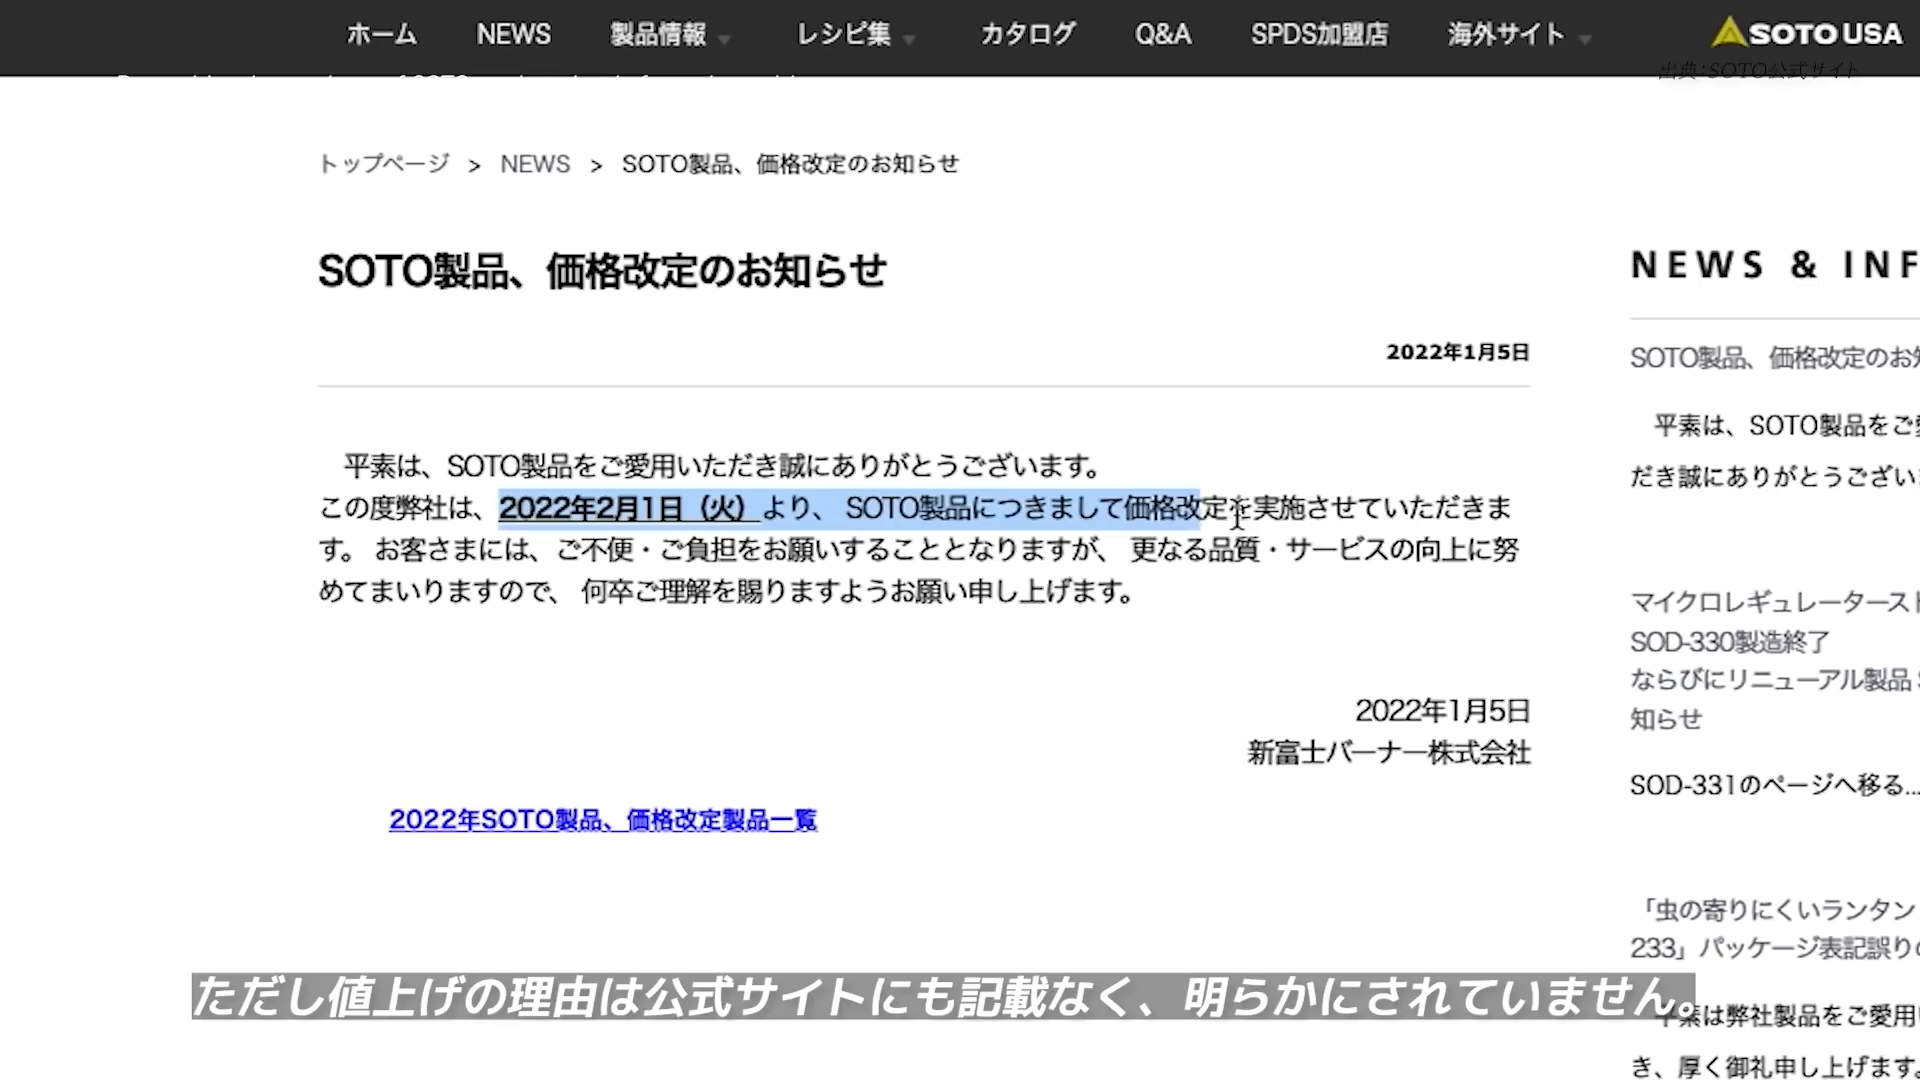 ホーム NEWS 製品情報 レシピ集 カタログ Q&A SPDS加盟店 海外サイト SOTO USA
出典:SOTO公式サイト
トップページ > NEWS > SOTO製品、価格改定のお知らせ
SOTO製品、価格改定のお知らせ
2022年1月5日
平素は、SOTO製品をご愛用いただき誠にありがとうございます。
この度弊社は、2022年2月1日（火）より、 SOTO製品につきまして価格改定を実施させていただきま
す。 お客さまには、ご不便・ご負担をお願いすることとなりますが、 更なる品質・サービスの向上に努
めてまいりますので、 何卒ご理解を賜りますようお願い申し上げます。
2022年1月5日
新富士バーナー株式会社
2022年SOTO製品、価格改定製品一覧
NEWS & INF
SOTO製品、価格改定のお知
平素は、SOTO製品をご愛
だき誠にありがとうござい
マイクロレギュレータースト
SOD-330製造終了
ならびにリニューアル製品 S
知らせ
SOD-331のページへ移る...
「虫の寄りにくいランタン
233」パッケージ表記誤りの
平素は弊社製品をご愛用い
き、厚く御礼申し上げます。
ただし値上げの理由は公式サイトにも記載なく、明らかにされていません。